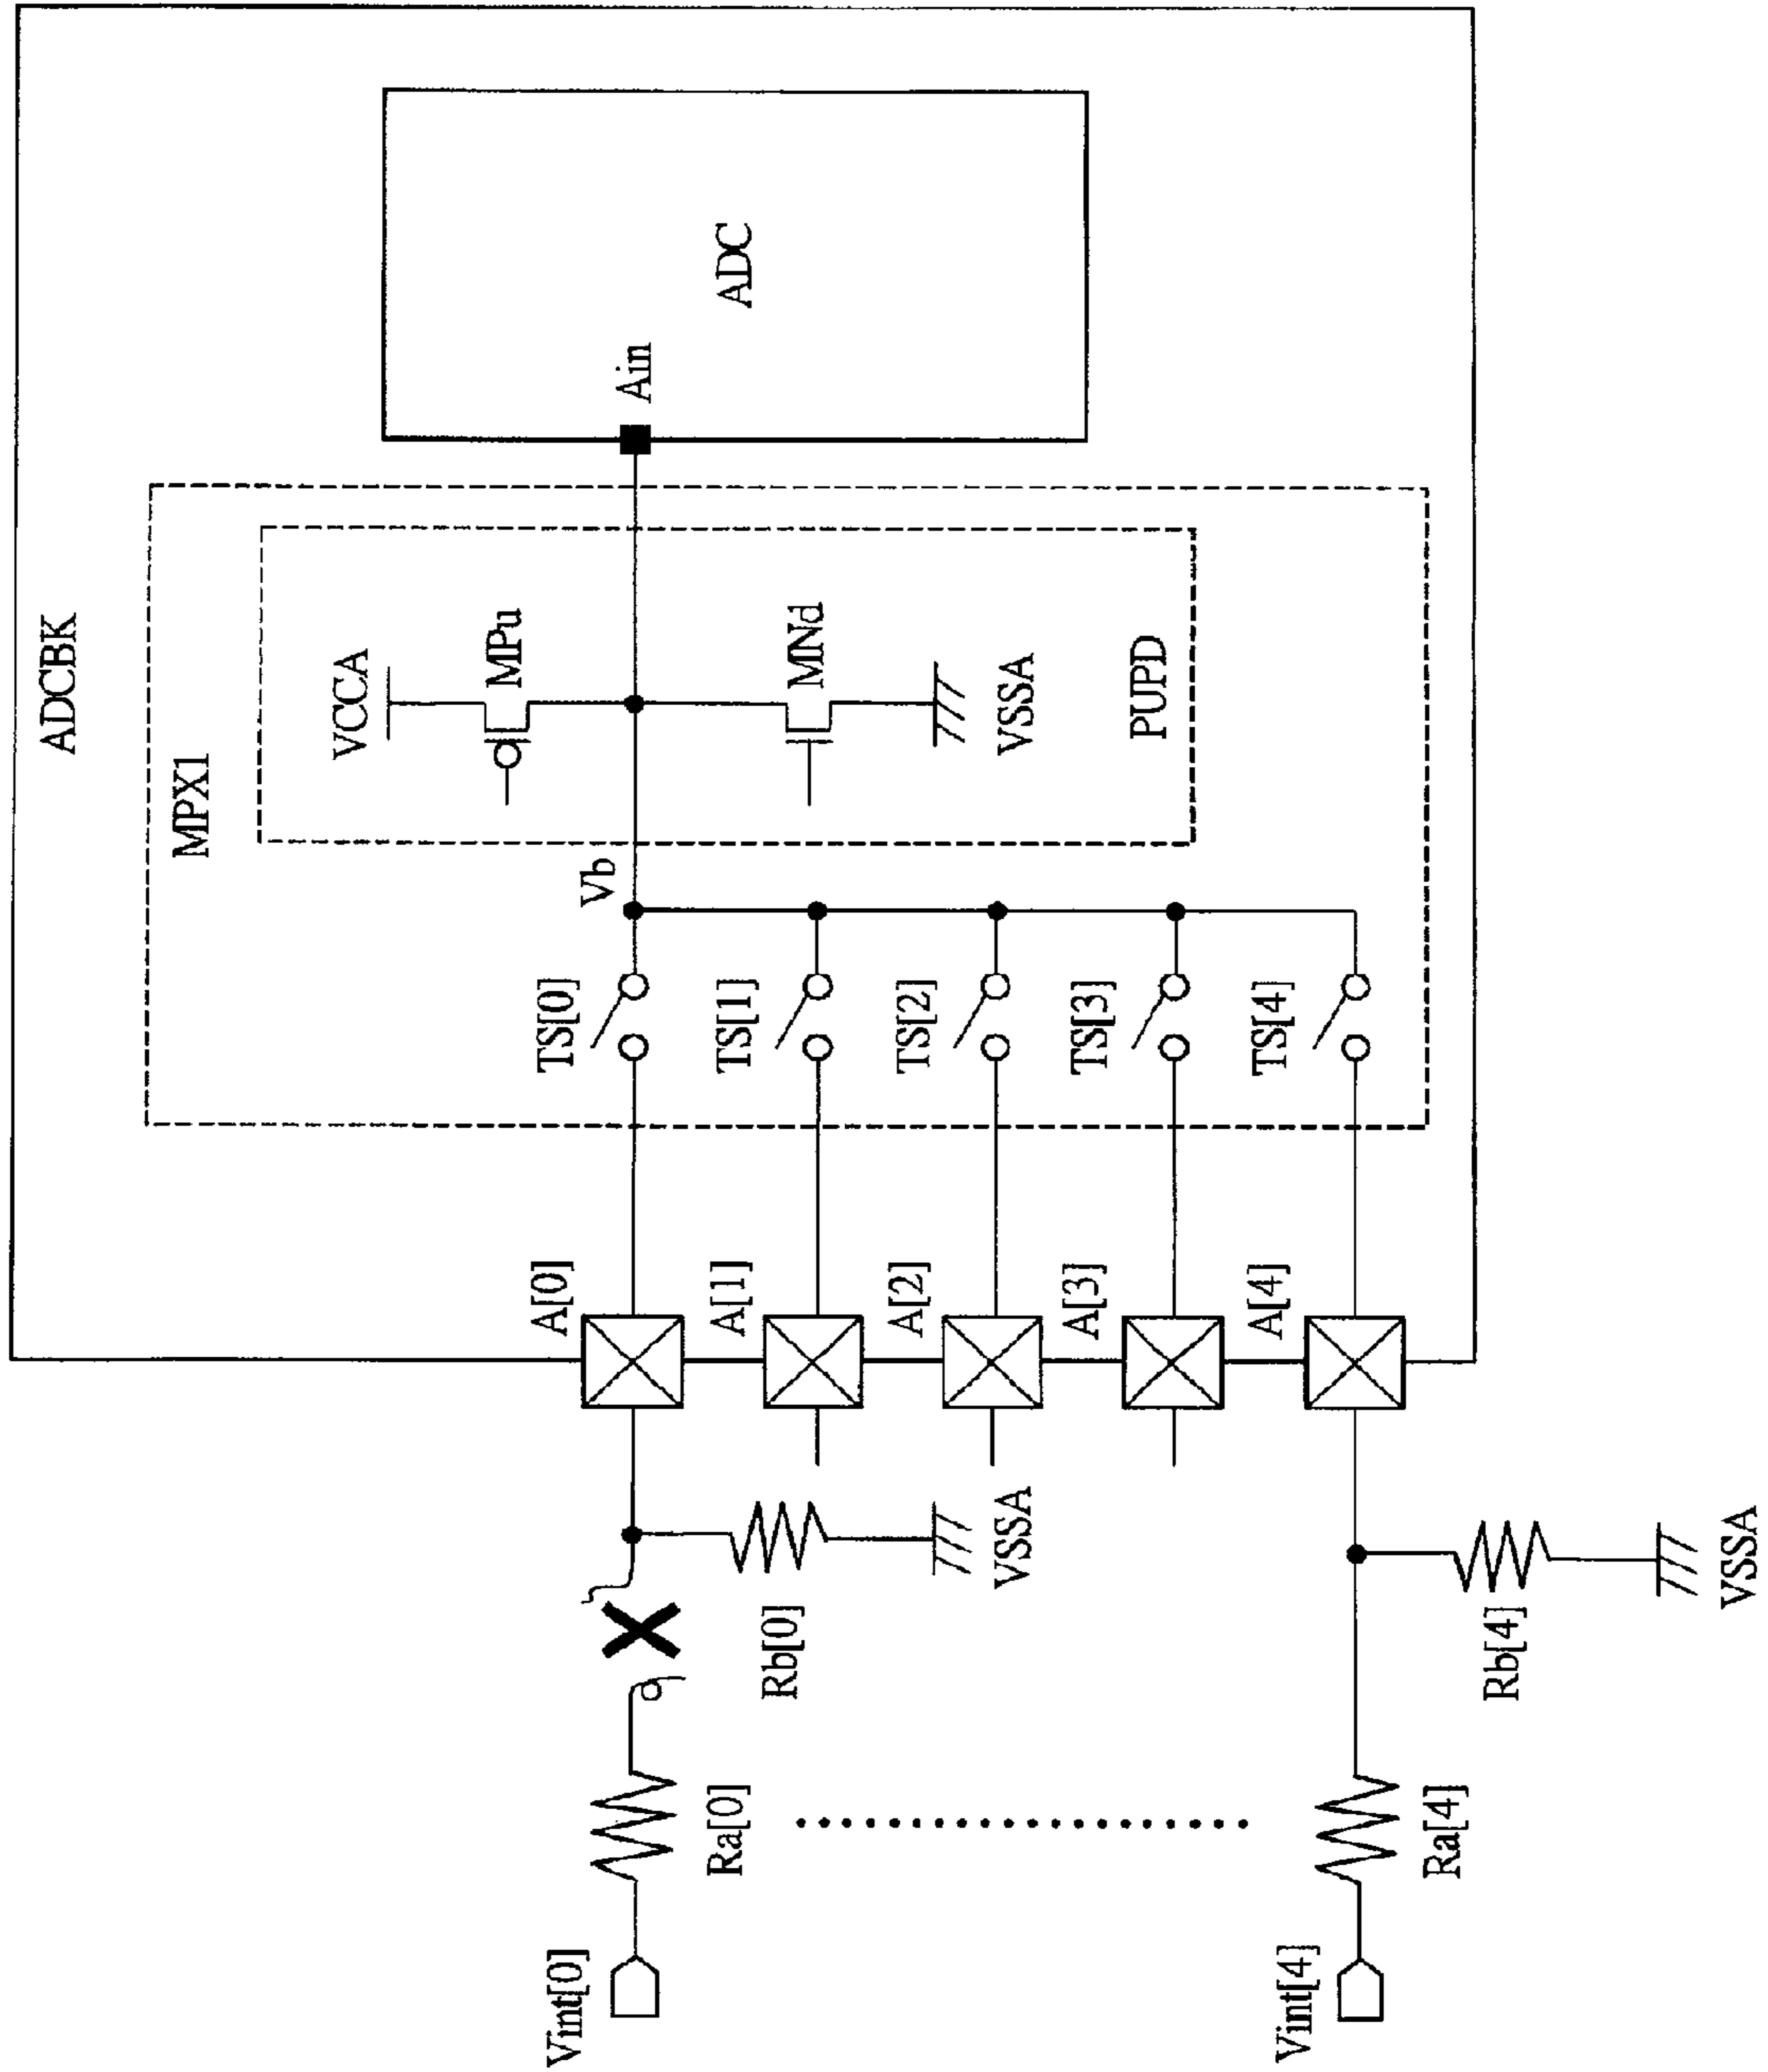 ADCBK
MPX1
VCCA
MPu
Vb
Ain
ADC
MNd
VSSA
PUPD
TS[0]
TS[1]
TS[2]
TS[3]
TS[4]
A[0]
A[1]
A[2]
A[3]
A[4]
Vint[0]
Ra[0]
Rb[0]
VSSA
Vint[4]
Ra[4]
Rb[4]
VSSA